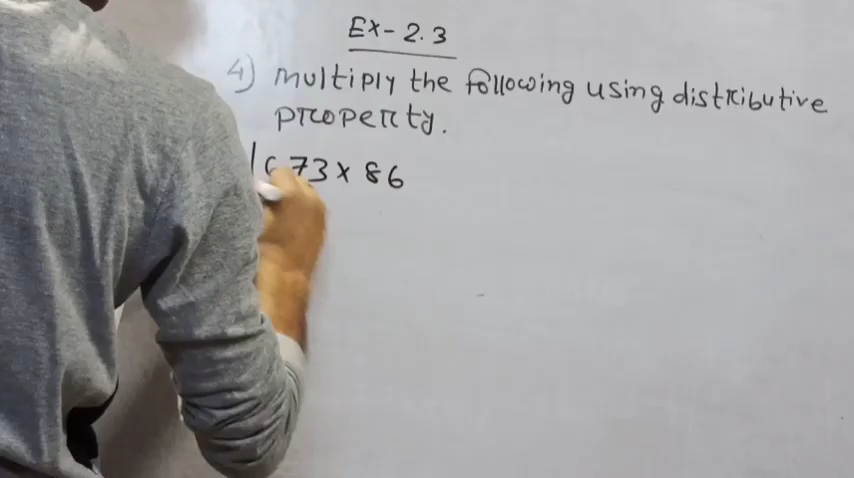 Ex-2.3
4) multiply the following using distributive
property.
73 x 86